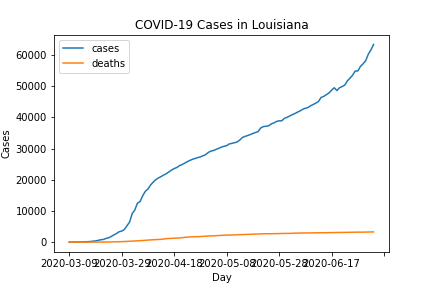 COVID-19 Cases in Louisiana
cases
deaths
60000
50000
40000
30000
20000
10000
0
Cases
2020-03-09 2020-03-29 2020-04-18 2020-05-08 2020-05-28 2020-06-17
Day